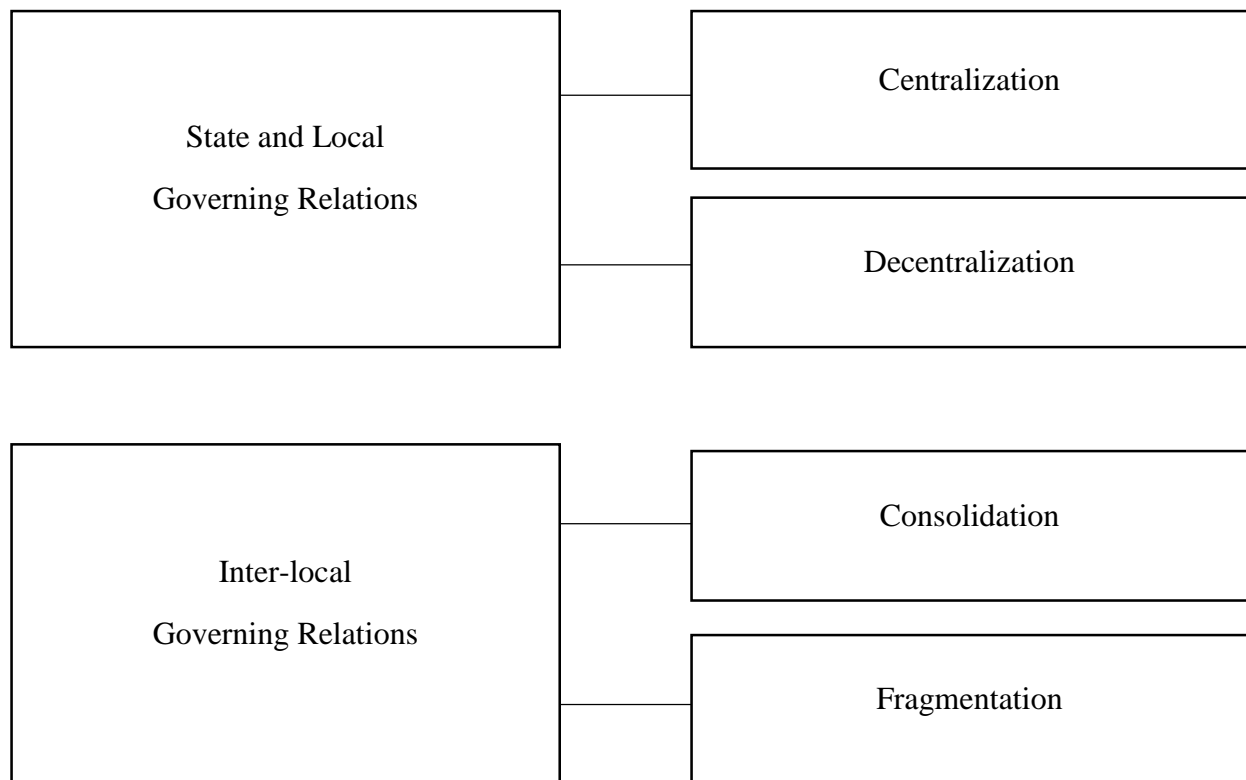 State and Local
Governing Relations
Centralization
Decentralization
Inter-local
Governing Relations
Consolidation
Fragmentation